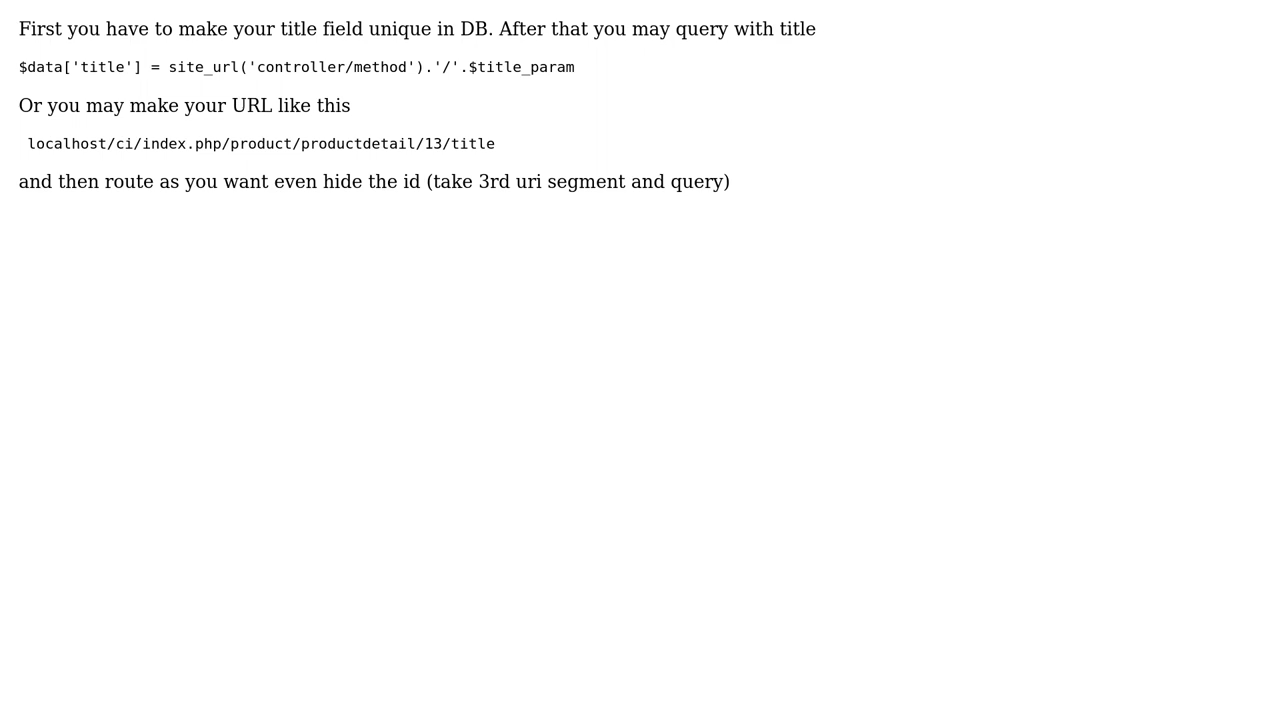 First you have to make your title field unique in DB. After that you may query with title
$data['title'] = site_url('controller/method').'/'.$title_param
Or you may make your URL like this
localhost/ci/index.php/product/productdetail/13/title
and then route as you want even hide the id (take 3rd uri segment and query)